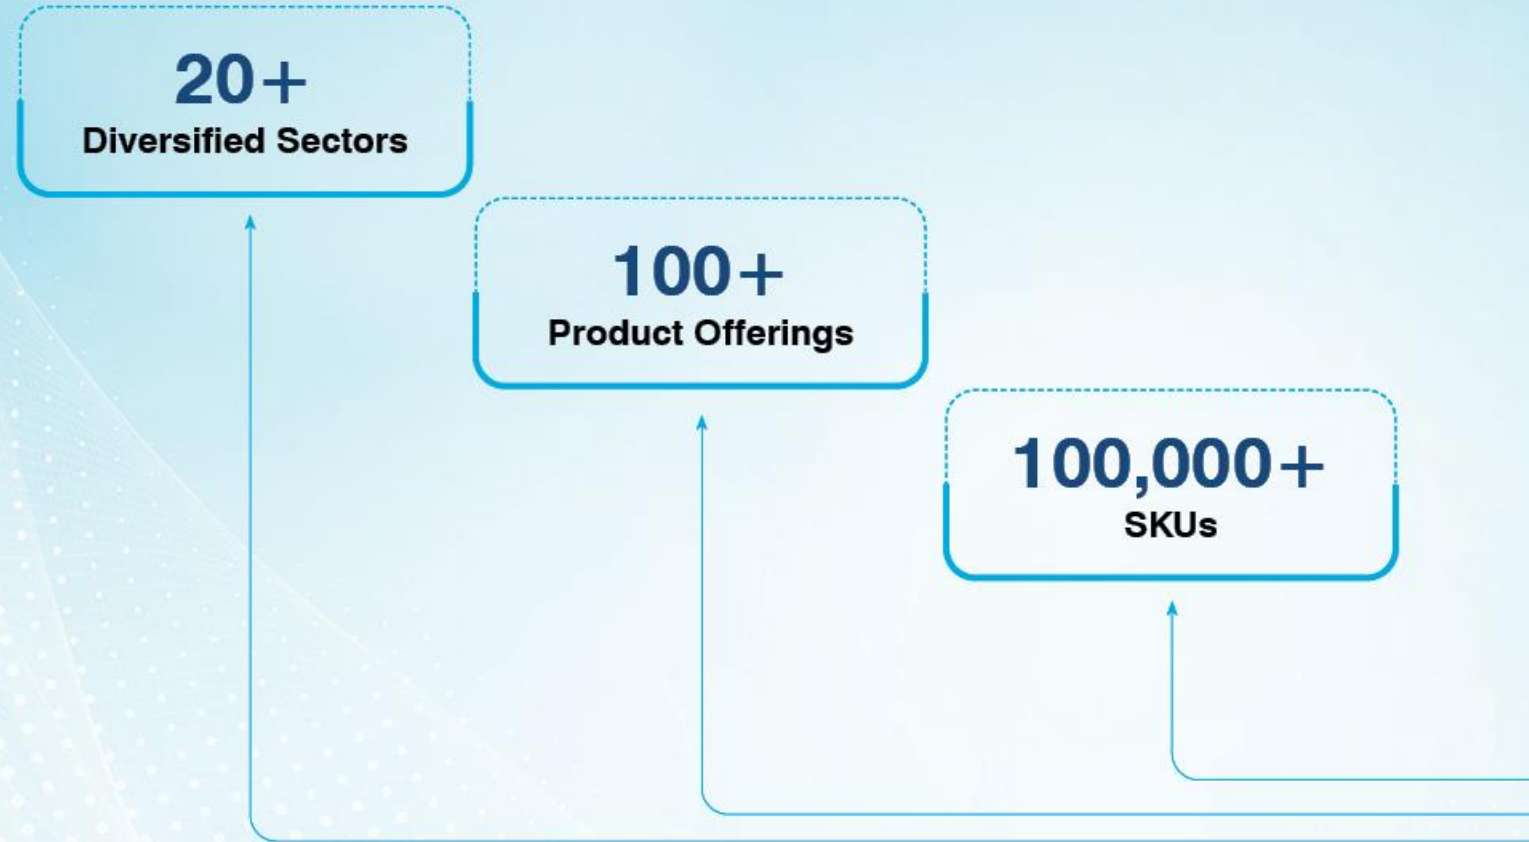 20+
Diversified Sectors
100+
Product Offerings
100,000+
SKUs